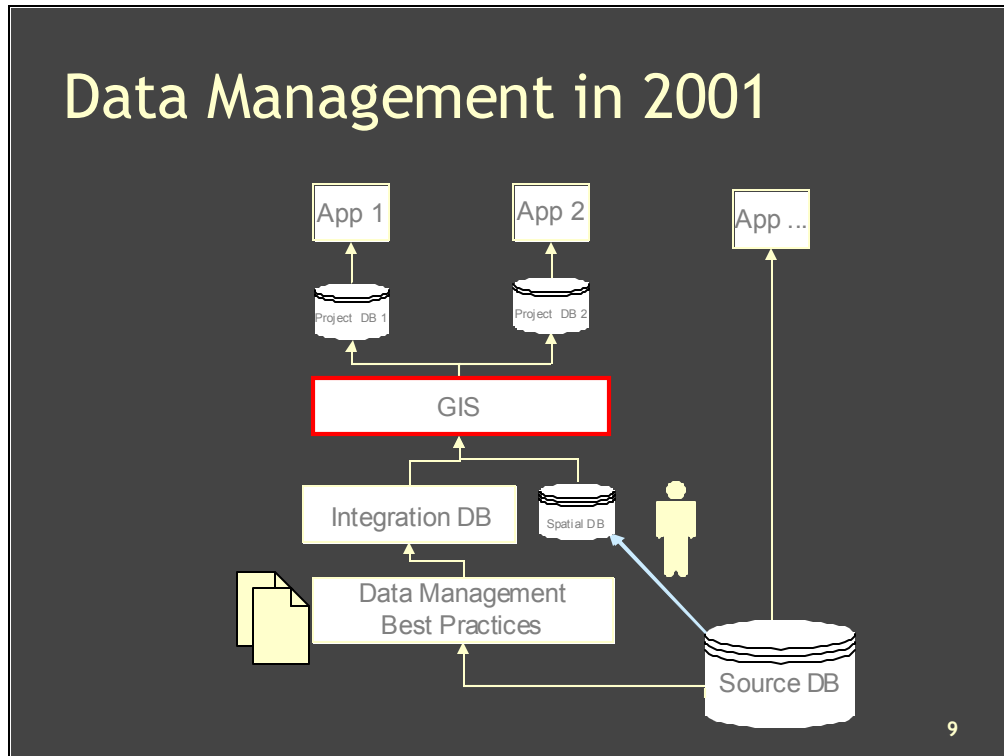 Data Management in 2001
App 1
App 2
App ...
Project DB 1
Project DB 2
GIS
Integration DB
Spatial DB
Data Management
Best Practices
Source DB
9